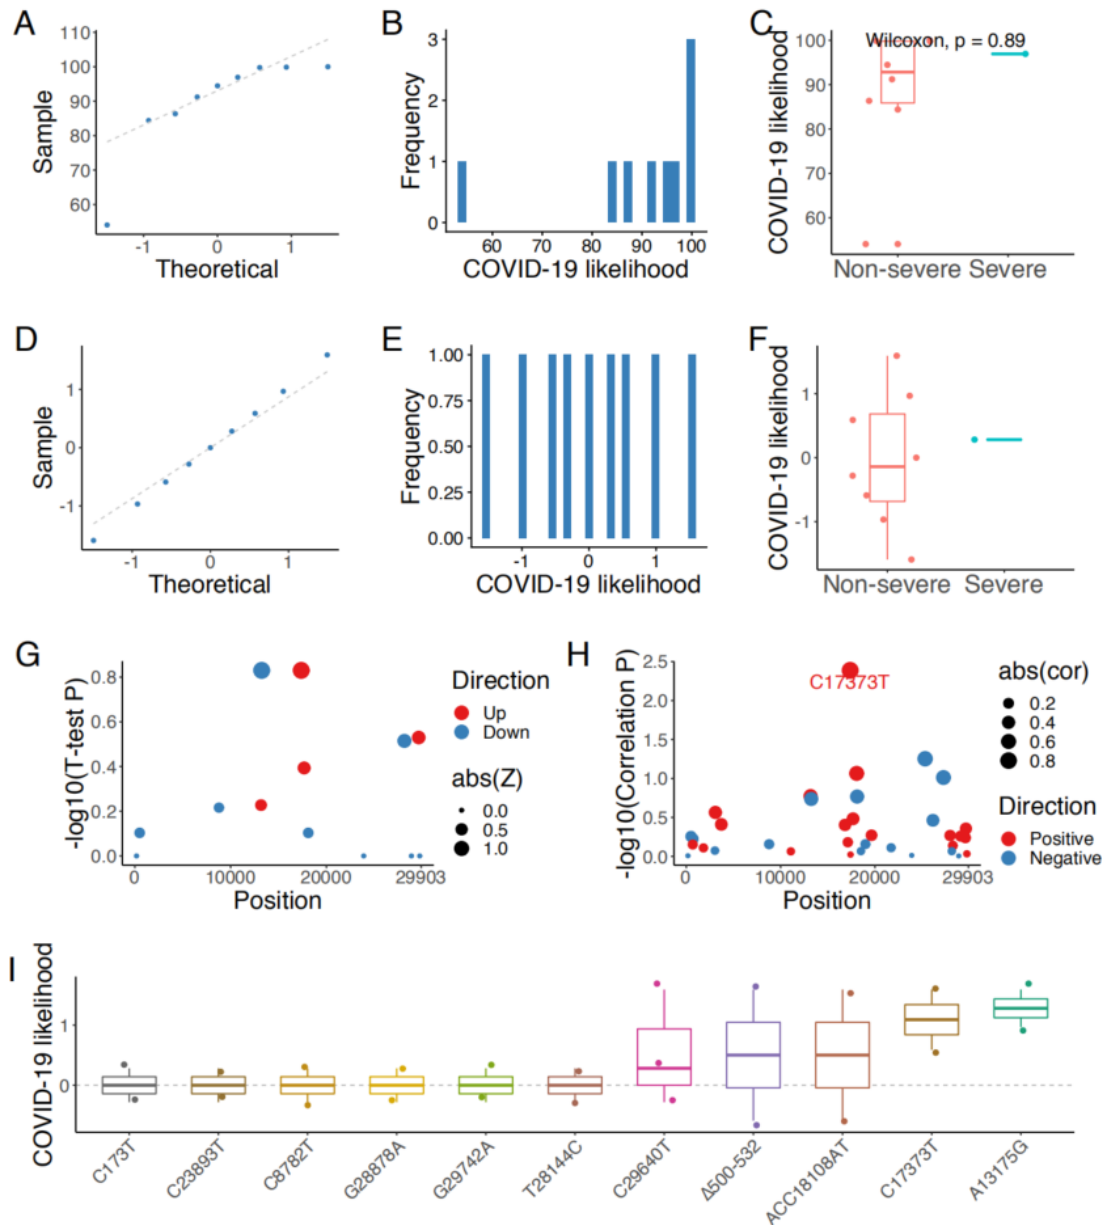 A
110
100
90
80
70
60
Sample
-1
0
1
Theoretical
B
3
2
1
0
Frequency
60
70
80
90
100
COVID-19 likelihood
C
100
90
80
70
60
COVID-19 likelihood
Wilcoxon, p = 0.89
Non-severe
Severe
D
1
0
-1
Sample
-1
0
1
Theoretical
E
1.00
0.75
0.50
0.25
0.00
Frequency
-1
0
1
COVID-19 likelihood
F
1
0
-1
COVID-19 likelihood
Non-severe
Severe
G
0.8
0.6
0.4
0.2
0.0
-log10(T-test P)
0
10000
20000
29903
Position
Direction
Up
Down
abs(Z)
0.0
0.5
1.0
H
2.5
2.0
1.5
1.0
0.5
0.0
-log10(Correlation P)
C17373T
0
10000
20000
29903
Position
abs(cor)
0.2
0.4
0.6
0.8
Direction
Positive
Negative
I
1
0
COVID-19 likelihood
C173T
C23893T
C8782T
G28878A
G29742A
T28144C
C29640T
Δ500-532
ACC18108AT
C17373T
A13175G